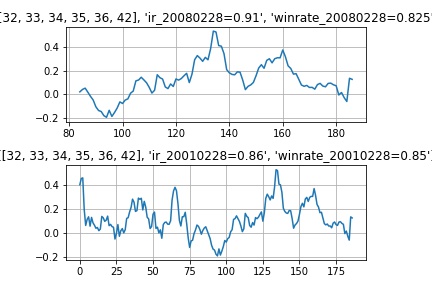 [32, 33, 34, 35, 36, 42], 'ir_20080228=0.91', 'winrate_20080228=0.825'
0.4
0.2
0.0
−0.2
80 100 120 140 160 180
[[32, 33, 34, 35, 36, 42], 'ir_20010228=0.86', 'winrate_20010228=0.85']
0.4
0.2
0.0
−0.2
0 25 50 75 100 125 150 175